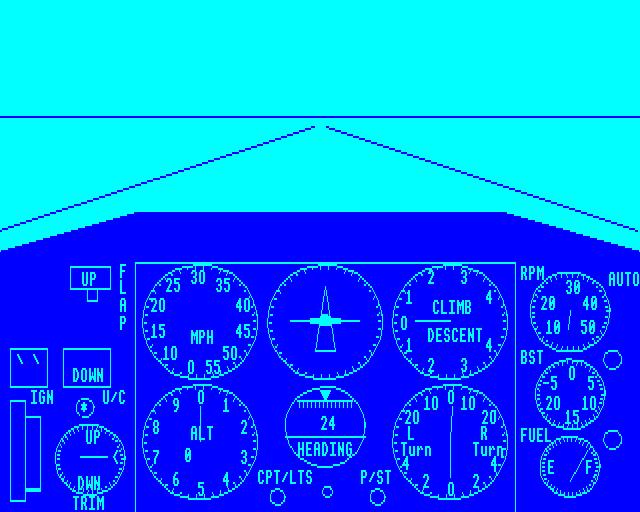 UP
FLAP
DOWN
IGN
U/C
*
UP
DWN
TRIM
25 30 35
20 40
15 45
MPH
10 50
0 55
2 3
1 4
CLIMB
0
DESCENT
1 4
2 3
RPM
AUTO
30
20 40
10 50
BST
0
-5 5
20 10
15
FUEL
E F
0
9 1
8 2
ALT
7 0 3
6 4
5
24
HEADING
CPT/LTS
P/ST
0
10 10
20 20
L R
Turn Turn
4 4
2 2
0